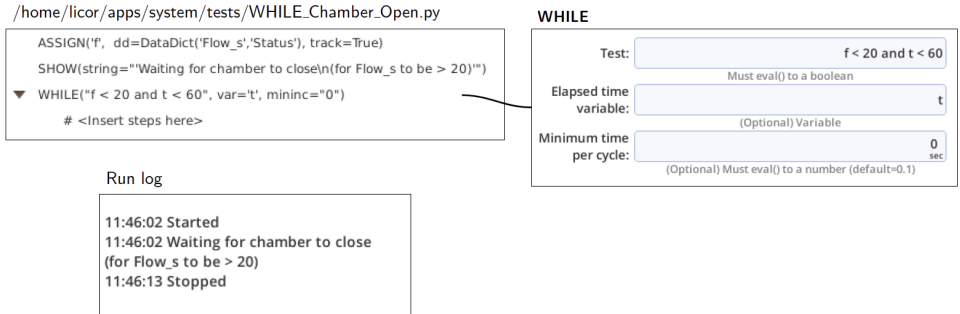 /home/licor/apps/system/tests/WHILE_Chamber_Open.py
ASSIGN('f',  dd=DataDict('Flow_s','Status'), track=True)
SHOW(string="'Waiting for chamber to close\n(for Flow_s to be > 20)'")
WHILE("f < 20 and t < 60", var='t', mininc="0")
# <Insert steps here>
WHILE
Test:
f < 20 and t < 60
Must eval() to a boolean
Elapsed time
variable:
t
(Optional) Variable
Minimum time
per cycle:
0
sec
(Optional) Must eval() to a number (default=0.1)
Run log
11:46:02 Started
11:46:02 Waiting for chamber to close
(for Flow_s to be > 20)
11:46:13 Stopped